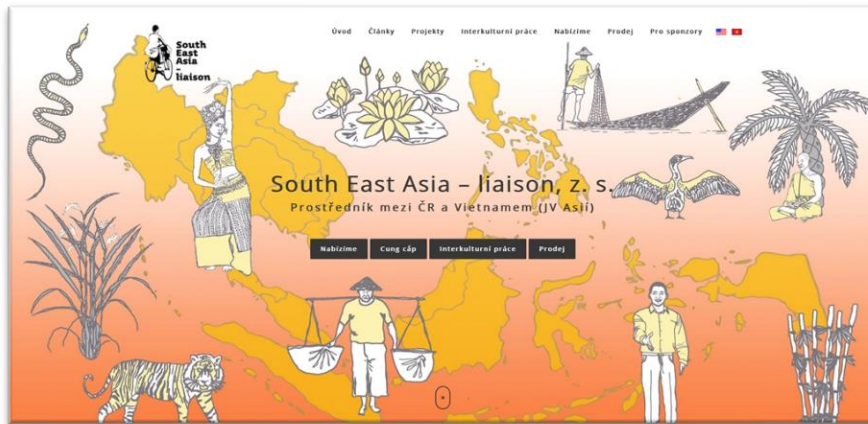 South
East
Asia
–
liaison
Úvod Články Projekty Interkulturní práce Nabízíme Prodej Pro sponzory
South East Asia – liaison, z. s.
Prostředník mezi ČR a Vietnamem (JV Asií)
Nabízíme Cung cấp Interkulturní práce Prodej